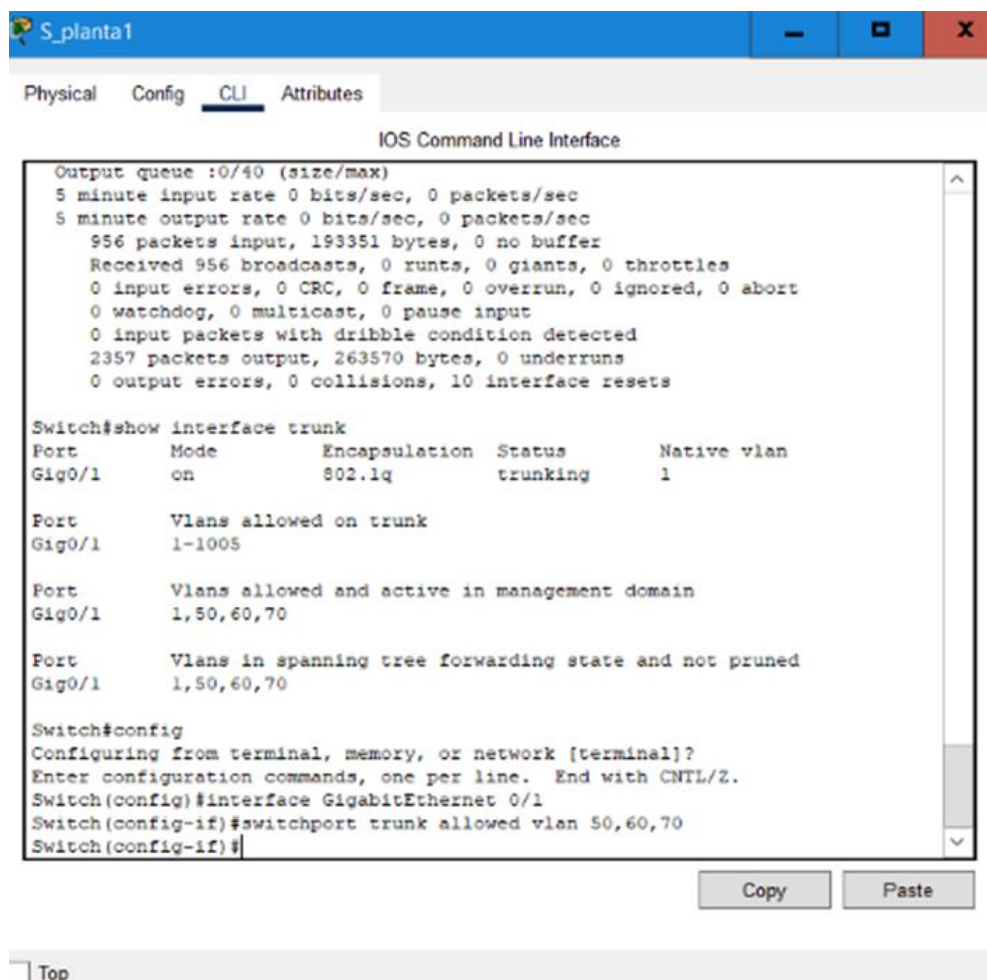 S_planta1
Physical Config CLI Attributes
IOS Command Line Interface
Output queue :0/40 (size/max)
5 minute input rate 0 bits/sec, 0 packets/sec
5 minute output rate 0 bits/sec, 0 packets/sec
956 packets input, 193351 bytes, 0 no buffer
Received 956 broadcasts, 0 runts, 0 giants, 0 throttles
0 input errors, 0 CRC, 0 frame, 0 overrun, 0 ignored, 0 abort
0 watchdog, 0 multicast, 0 pause input
0 input packets with dribble condition detected
2357 packets output, 263570 bytes, 0 underruns
0 output errors, 0 collisions, 10 interface resets
Switch#show interface trunk
Port Mode Encapsulation Status Native vlan
Gig0/1 on 802.1q trunking 1
Port Vlans allowed on trunk
Gig0/1 1-1005
Port Vlans allowed and active in management domain
Gig0/1 1,50,60,70
Port Vlans in spanning tree forwarding state and not pruned
Gig0/1 1,50,60,70
Switch#config
Configuring from terminal, memory, or network [terminal]?
Enter configuration commands, one per line. End with CNTL/Z.
Switch(config)#interface GigabitEthernet 0/1
Switch(config-if)#switchport trunk allowed vlan 50,60,70
Switch(config-if)#
Copy Paste
Top